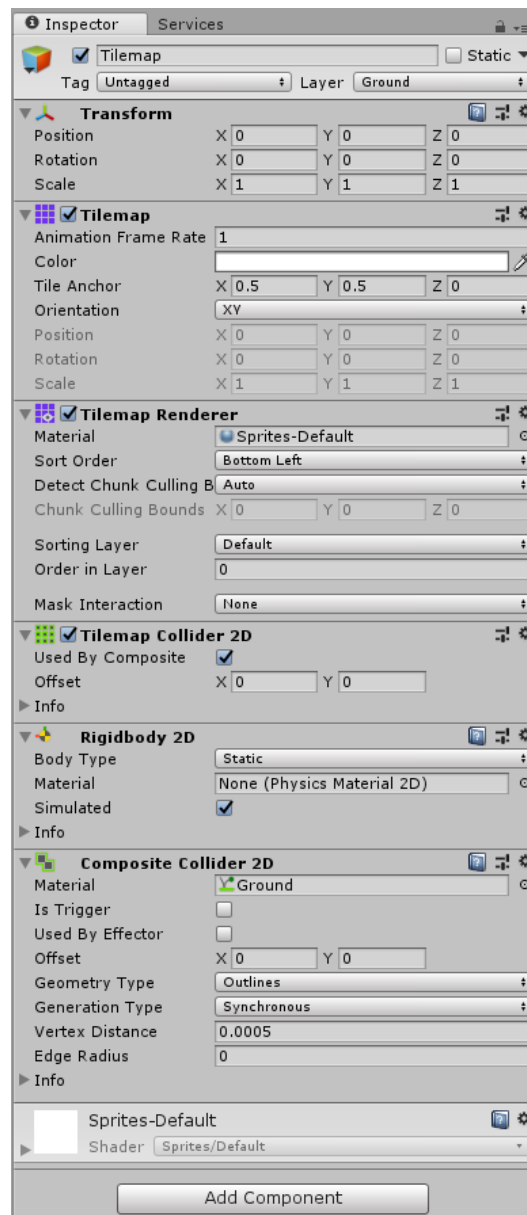 Inspector Services
Tilemap Static
Tag Untagged Layer Ground
Transform
Position X 0 Y 0 Z 0
Rotation X 0 Y 0 Z 0
Scale X 1 Y 1 Z 1
Tilemap
Animation Frame Rate 1
Color
Tile Anchor X 0.5 Y 0.5 Z 0
Orientation XY
Position X 0 Y 0 Z 0
Rotation X 0 Y 0 Z 0
Scale X 1 Y 1 Z 1
Tilemap Renderer
Material Sprites-Default
Sort Order Bottom Left
Detect Chunk Culling B Auto
Chunk Culling Bounds X 0 Y 0 Z 0
Sorting Layer Default
Order in Layer 0
Mask Interaction None
Tilemap Collider 2D
Used By Composite
Offset X 0 Y 0
Info
Rigidbody 2D
Body Type Static
Material None (Physics Material 2D)
Simulated
Info
Composite Collider 2D
Material Ground
Is Trigger
Used By Effector
Offset X 0 Y 0
Geometry Type Outlines
Generation Type Synchronous
Vertex Distance 0.0005
Edge Radius 0
Info
Sprites-Default
Shader Sprites/Default
Add Component